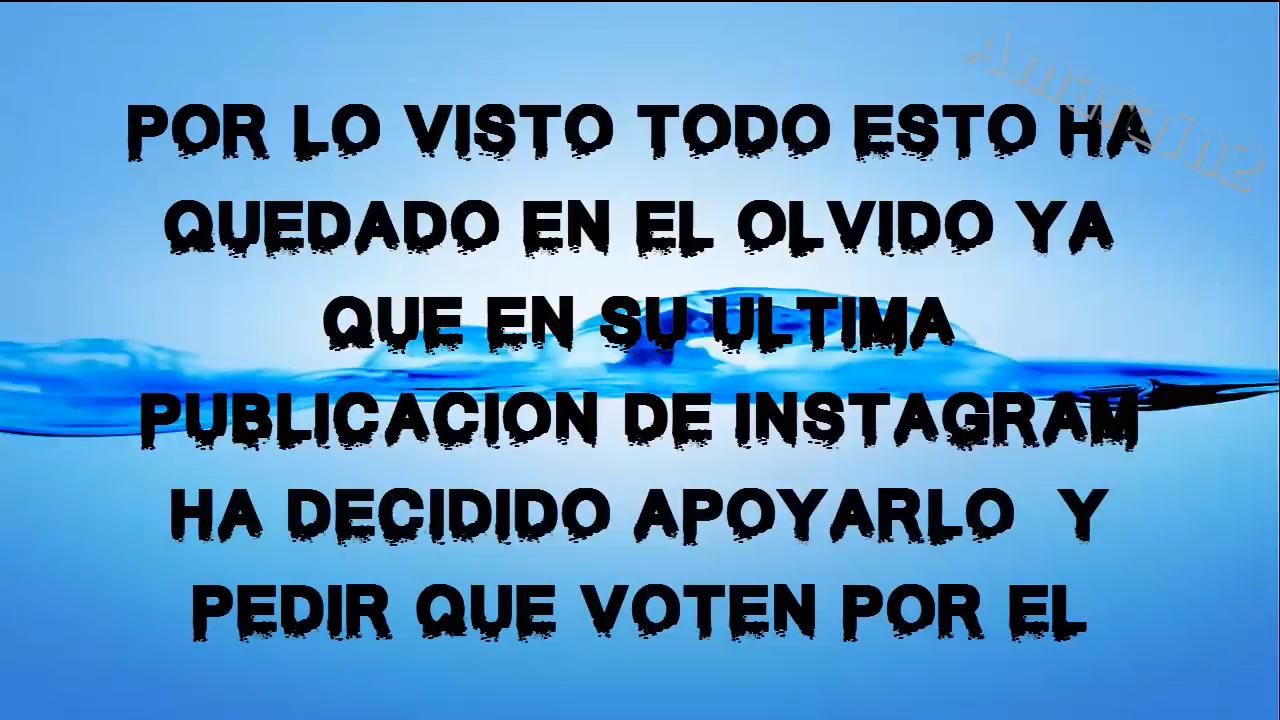 POR LO VISTO TODO ESTO HA
QUEDADO EN EL OLVIDO YA
QUE EN SU ULTIMA
PUBLICACION DE INSTAGRAM
HA DECIDIDO APOYARLO Y
PEDIR QUE VOTEN POR EL